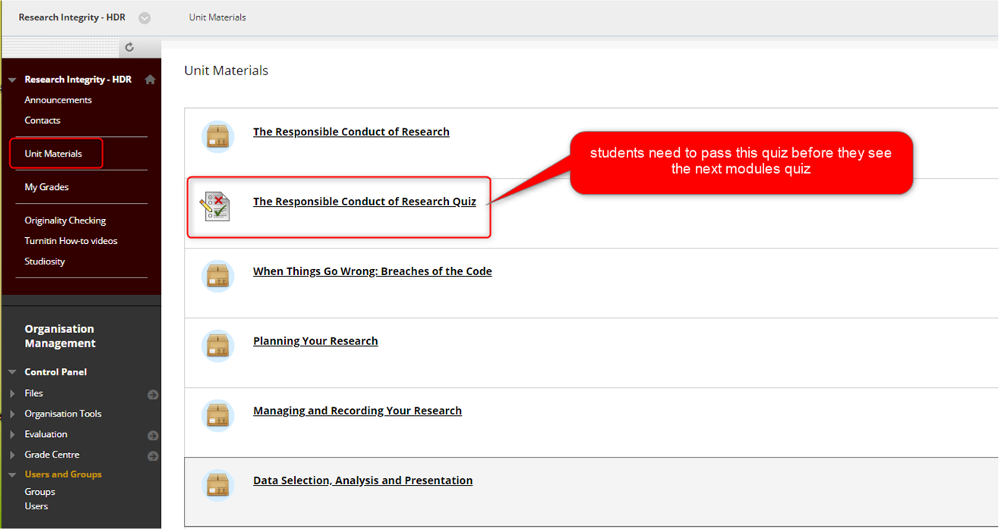 Research Integrity - HDR
Unit Materials
Research Integrity - HDR
Announcements
Contacts
Unit Materials
My Grades
Originality Checking
Turnitin How-to videos
Studiosity
Organisation
Management
Control Panel
Files
Organisation Tools
Evaluation
Grade Centre
Users and Groups
Groups
Users
Unit Materials
The Responsible Conduct of Research
students need to pass this quiz before they see
the next modules quiz
The Responsible Conduct of Research Quiz
When Things Go Wrong: Breaches of the Code
Planning Your Research
Managing and Recording Your Research
Data Selection, Analysis and Presentation